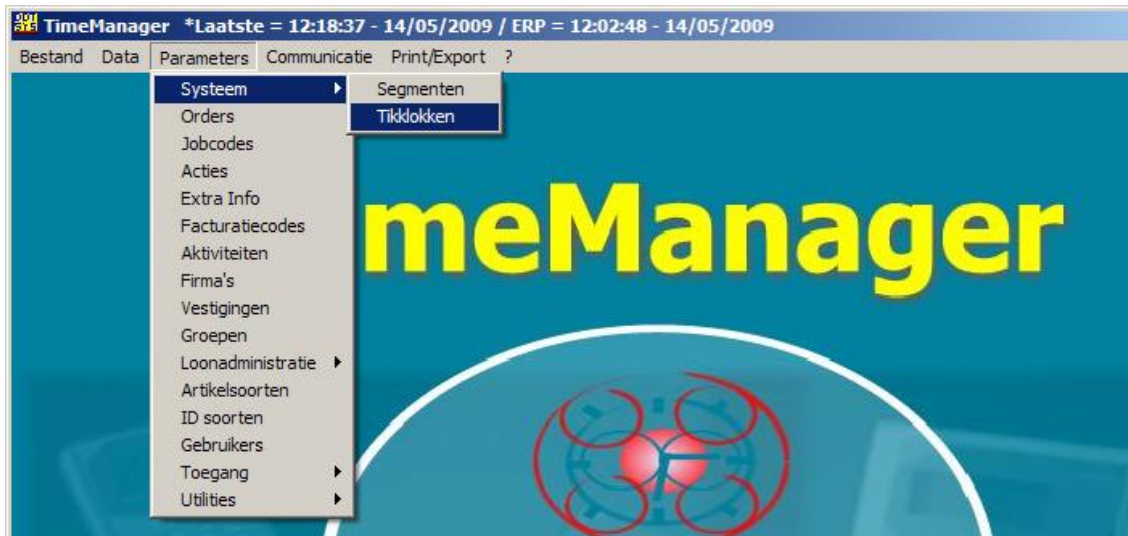 TimeManager *Laatste = 12:18:37 - 14/05/2009 / ERP = 12:02:48 - 14/05/2009
Bestand Data Parameters Communicatie Print/Export ?
Systeem
Segmenten
Tikklokken
Orders
Jobcodes
Acties
Extra Info
Facturatiecodes
Aktiviteiten
Firma's
Vestigingen
Groepen
Loonadministratie
Artikelsoorten
ID soorten
Gebruikers
Toegang
Utilities
meManager